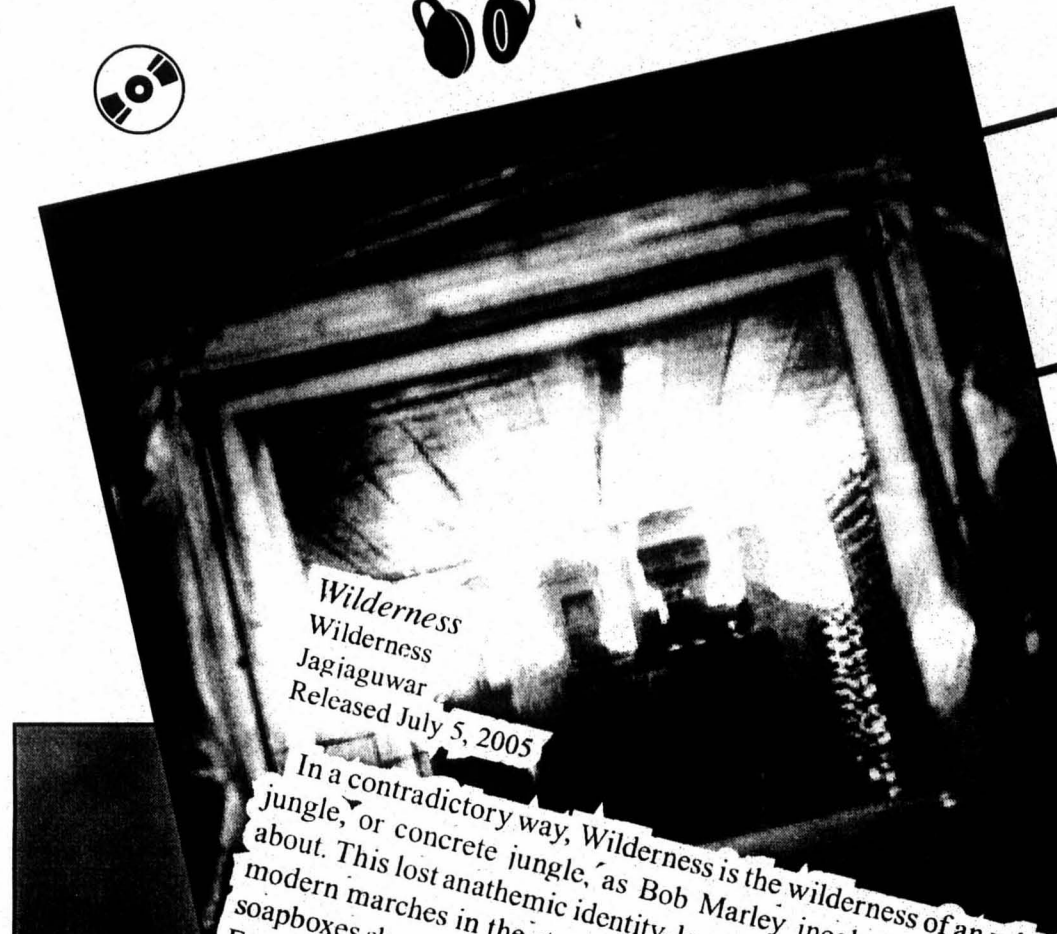 Wilderness
Wilderness
Jagjaguwar
Released July 5, 2005
In a contradictory way, Wilderness is the wilderness of an
jungle, or concrete jungle, as Bob Marley
about. This lost anathemic identity
modern marches in the
soapboxes